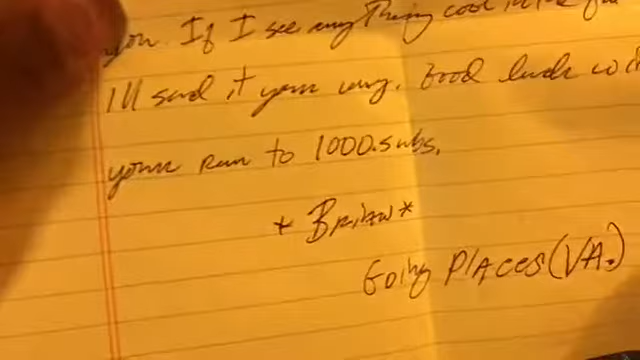 you. If I see anything cool
I'll send it your way. Good luck
your run to 1000.subs.
* Brian *
Going Places (VA.)